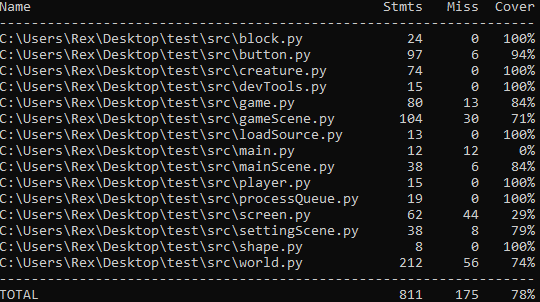 Name Stmts Miss Cover
--------------------------------------------------------------------
C:\Users\Rex\Desktop\test\src\block.py 24 0 100%
C:\Users\Rex\Desktop\test\src\button.py 97 6 94%
C:\Users\Rex\Desktop\test\src\creature.py 74 0 100%
C:\Users\Rex\Desktop\test\src\devTools.py 15 0 100%
C:\Users\Rex\Desktop\test\src\game.py 80 13 84%
C:\Users\Rex\Desktop\test\src\gameScene.py 104 30 71%
C:\Users\Rex\Desktop\test\src\loadSource.py 13 0 100%
C:\Users\Rex\Desktop\test\src\main.py 12 12 0%
C:\Users\Rex\Desktop\test\src\mainScene.py 38 6 84%
C:\Users\Rex\Desktop\test\src\player.py 15 0 100%
C:\Users\Rex\Desktop\test\src\processQueue.py 19 0 100%
C:\Users\Rex\Desktop\test\src\screen.py 62 44 29%
C:\Users\Rex\Desktop\test\src\settingScene.py 38 8 79%
C:\Users\Rex\Desktop\test\src\shape.py 8 0 100%
C:\Users\Rex\Desktop\test\src\world.py 212 56 74%
--------------------------------------------------------------------
TOTAL 811 175 78%